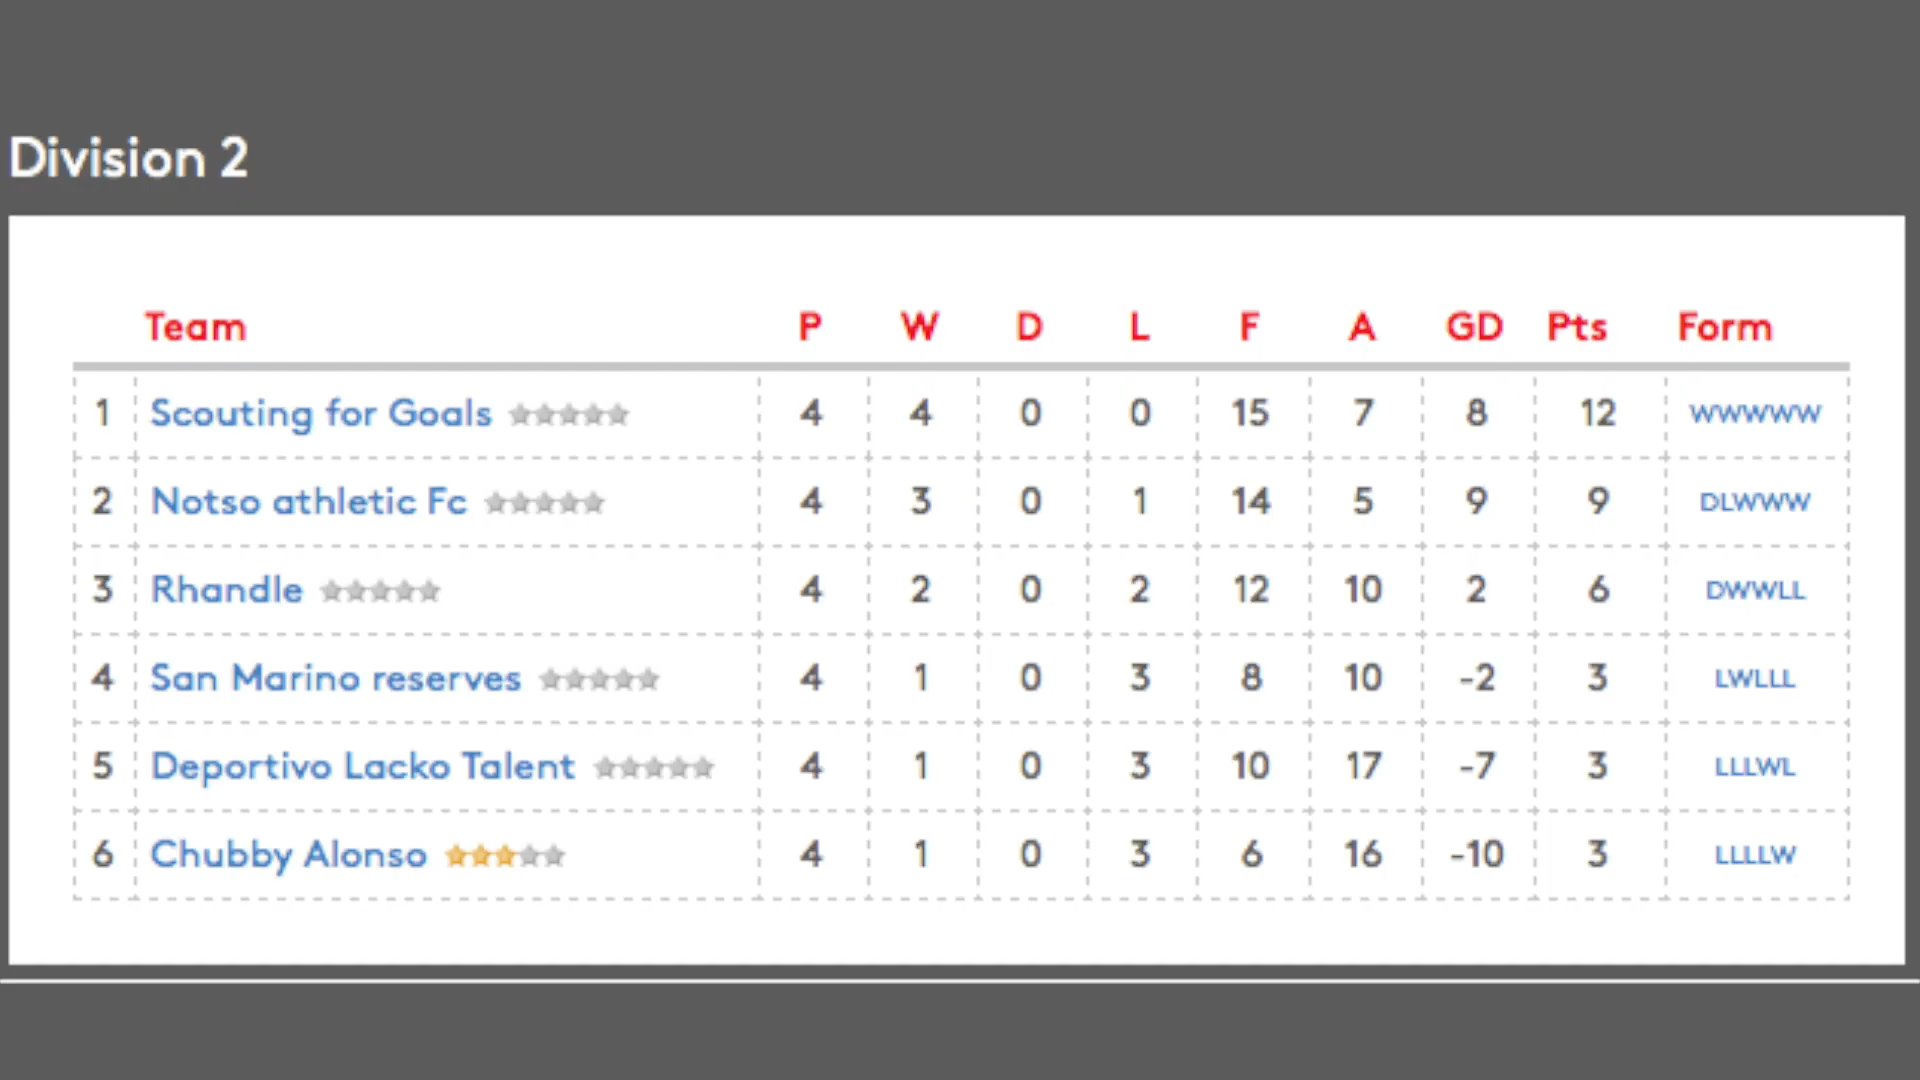 Division 2
Team P W D L F A GD Pts Form
1 Scouting for Goals 4 4 0 0 15 7 8 12 WWWWW
2 Notso athletic Fc 4 3 0 1 14 5 9 9 DLWWW
3 Rhandle 4 2 0 2 12 10 2 6 DWWLL
4 San Marino reserves 4 1 0 3 8 10 -2 3 LWLLL
5 Deportivo Lacko Talent 4 1 0 3 10 17 -7 3 LLLWL
6 Chubby Alonso 4 1 0 3 6 16 -10 3 LLLLW